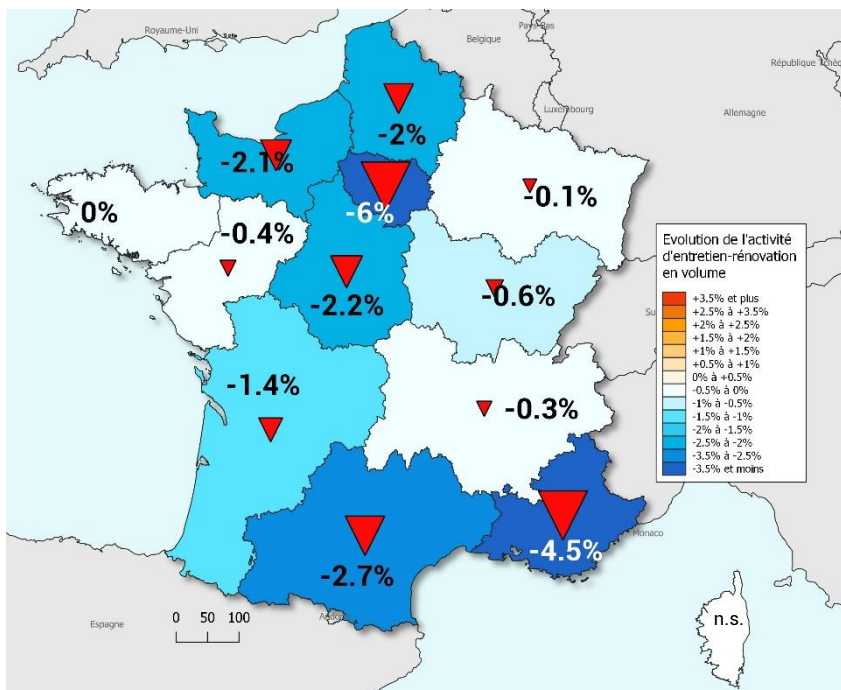 Royaume-Uni
Pays-Bas
Belgique
République Tchèq
Luxembourg
Allemagne
-2%
-2.1%
-6%
-0.1%
0%
-0.4%
-2.2%
-0.6%
-1.4%
-0.3%
-4.5%
-2.7%
Monaco
n.s.
Espagne
0 50 100
Evolution de l'activité
d'entretien-rénovation
en volume
+3.5% et plus
+2.5% à +3.5%
+2% à +2.5%
+1.5% à +2%
+1% à +1.5%
+0.5% à +1%
0% à +0.5%
-0.5% à 0%
-1% à -0.5%
-1.5% à -1%
-2% à -1.5%
-2.5% à -2%
-3.5% à -2.5%
-3.5% et moins